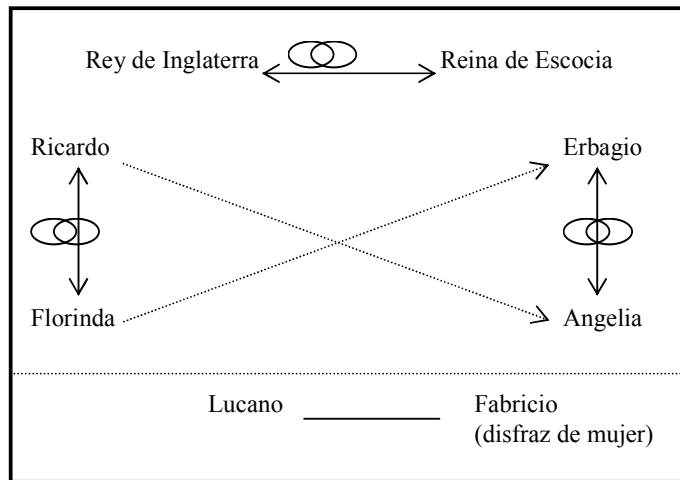 Rey de Inglaterra Reina de Escocia
Ricardo Erbagio
Florinda Angelia
Lucano Fabricio
(disfraz de mujer)